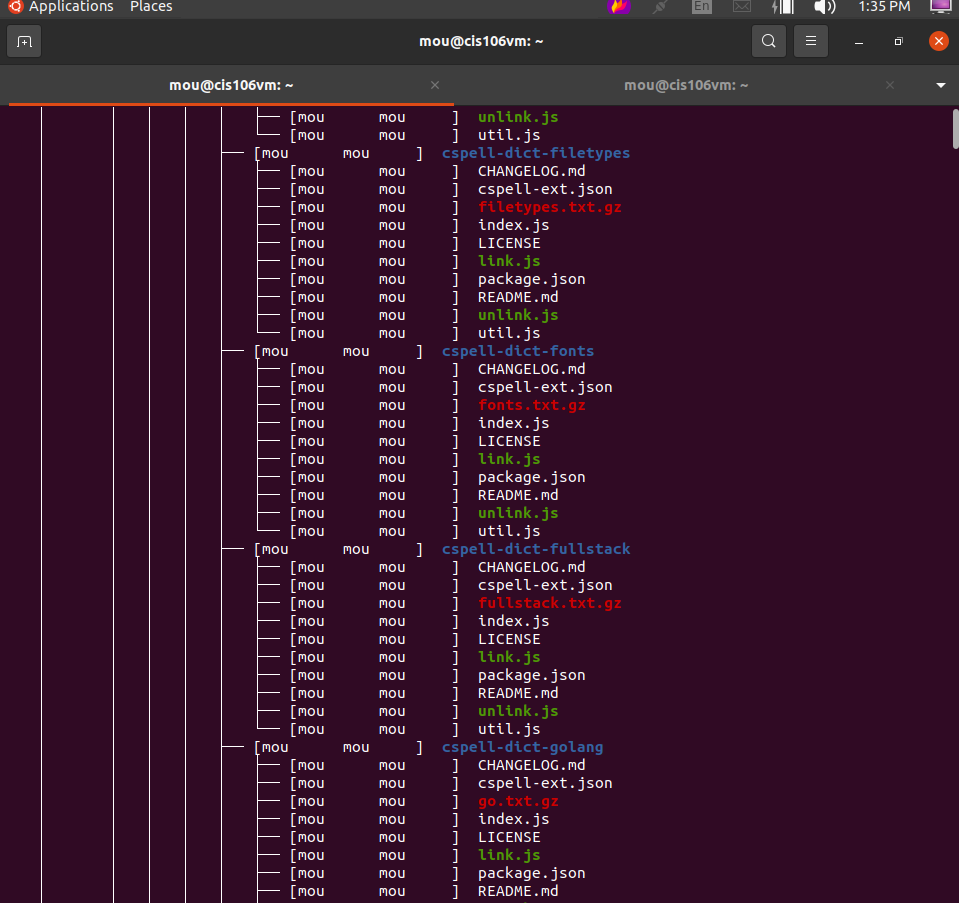 Applications Places En 1:35 PM
mou@cis106vm: ~
mou@cis106vm: ~ × mou@cis106vm: ~ ×
├── [mou      mou     ]  unlink.js
└── [mou      mou     ]  util.js
├── [mou      mou     ]  cspell-dict-filetypes
├── [mou      mou     ]  CHANGELOG.md
├── [mou      mou     ]  cspell-ext.json
├── [mou      mou     ]  filetypes.txt.gz
├── [mou      mou     ]  index.js
├── [mou      mou     ]  LICENSE
├── [mou      mou     ]  link.js
├── [mou      mou     ]  package.json
├── [mou      mou     ]  README.md
├── [mou      mou     ]  unlink.js
└── [mou      mou     ]  util.js
├── [mou      mou     ]  cspell-dict-fonts
├── [mou      mou     ]  CHANGELOG.md
├── [mou      mou     ]  cspell-ext.json
├── [mou      mou     ]  fonts.txt.gz
├── [mou      mou     ]  index.js
├── [mou      mou     ]  LICENSE
├── [mou      mou     ]  link.js
├── [mou      mou     ]  package.json
├── [mou      mou     ]  README.md
├── [mou      mou     ]  unlink.js
└── [mou      mou     ]  util.js
├── [mou      mou     ]  cspell-dict-fullstack
├── [mou      mou     ]  CHANGELOG.md
├── [mou      mou     ]  cspell-ext.json
├── [mou      mou     ]  fullstack.txt.gz
├── [mou      mou     ]  index.js
├── [mou      mou     ]  LICENSE
├── [mou      mou     ]  link.js
├── [mou      mou     ]  package.json
├── [mou      mou     ]  README.md
├── [mou      mou     ]  unlink.js
└── [mou      mou     ]  util.js
├── [mou      mou     ]  cspell-dict-golang
├── [mou      mou     ]  CHANGELOG.md
├── [mou      mou     ]  cspell-ext.json
├── [mou      mou     ]  go.txt.gz
├── [mou      mou     ]  index.js
├── [mou      mou     ]  LICENSE
├── [mou      mou     ]  link.js
├── [mou      mou     ]  package.json
├── [mou      mou     ]  README.md